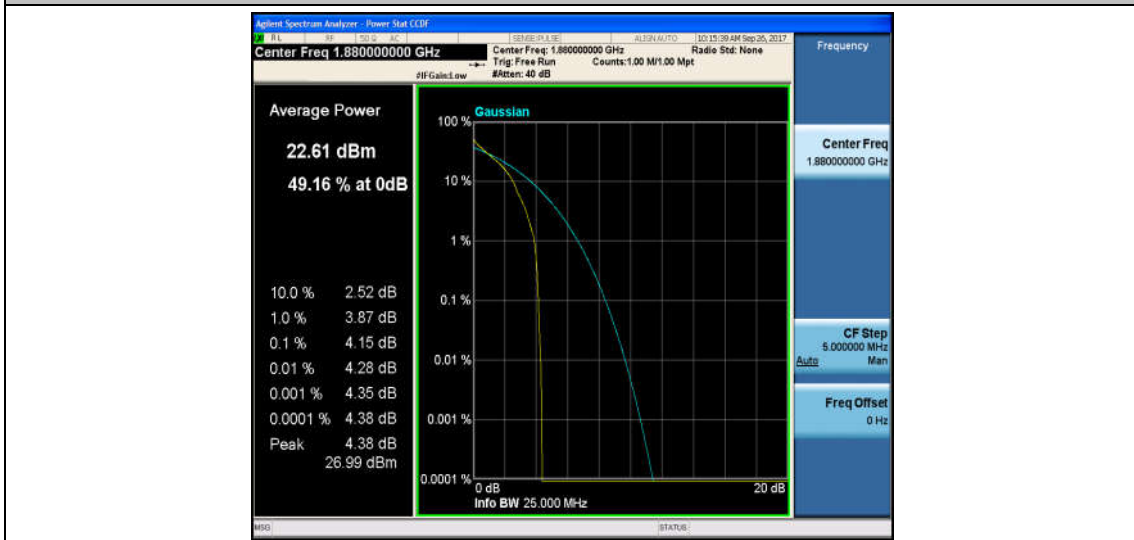 Agilent Spectrum Analyzer - Power Stat CCDF
RL RF 50 Ω AC SENSE:PULSE ALIGN AUTO 10:15:39 AM Sep 26, 2017
Center Freq 1.880000000 GHz
Center Freq: 1.880000000 GHz Radio Std: None
Trig: Free Run Counts:1.00 M/1.00 Mpt
#IFGain:Low #Atten: 40 dB
Frequency
Average Power
22.61 dBm
49.16 % at 0dB
10.0 % 2.52 dB
1.0 % 3.87 dB
0.1 % 4.15 dB
0.01 % 4.28 dB
0.001 % 4.35 dB
0.0001 % 4.38 dB
Peak 4.38 dB
26.99 dBm
Gaussian
100 %
10 %
1 %
0.1 %
0.01 %
0.001 %
0.0001 %
0 dB 20 dB
Info BW 25.000 MHz
Center Freq
1.880000000 GHz
CF Step
5.000000 MHz
Auto Man
Freq Offset
0 Hz
MSG STATUS